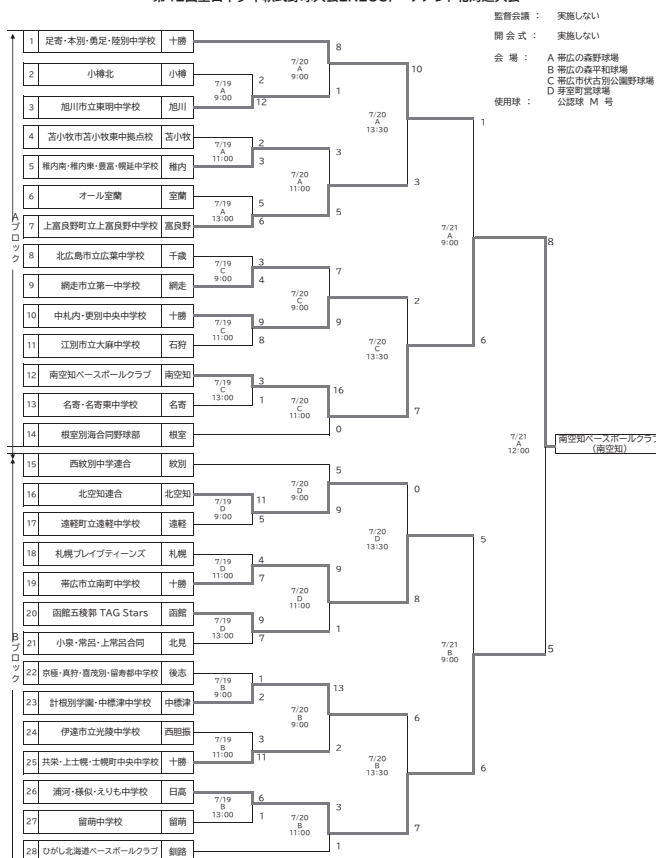 監督会議： 実施しない
開会式： 実施しない
会場： A 帯広の森野球場
B 帯広の森平和球場
C 帯広市伏古別公園野球場
D 芽室町営球場
使用球： 公認球 M 号
Aブロック
1 足寄・本別・勇足・陸別中学校 十勝
2 小樽北 小樽
3 旭川市立東明中学校 旭川
4 苫小牧市苫小牧東中拠点校 苫小牧
5 稚内南・稚内東・豊富・幌延中学校 稚内
6 オール室蘭 室蘭
7 上富良野町立上富良野中学校 富良野
8 北広島市立広葉中学校 千歳
9 網走市立第一中学校 網走
10 中札内・更別中央中学校 十勝
11 江別市立大麻中学校 石狩
12 南空知ベースボールクラブ 南空知
13 名寄・名寄東中学校 名寄
14 根室別海合同野球部 根室
Bブロック
15 西紋別中学連合 紋別
16 北空知連合 北空知
17 遠軽町立遠軽中学校 遠軽
18 札幌ブレイブティーンズ 札幌
19 帯広市立南町中学校 十勝
20 函館五稜郭 TAG Stars 函館
21 小泉・常呂・上常呂合同 北見
22 京極・真狩・喜茂別・留寿都中学校 後志
23 計根別学園・中標津中学校 中標津
24 伊達市立光陵中学校 西胆振
25 共栄・上士幌・士幌町中央中学校 十勝
26 浦河・様似・えりも中学校 日高
27 留萌中学校 留萌
28 ひがし北海道ベースボールクラブ 釧路
7/19 A 9:00
2
12
7/19 A 11:00
2
3
7/19 A 13:00
5
6
7/19 C 9:00
3
4
7/19 C 11:00
9
8
7/19 C 13:00
3
1
7/19 D 9:00
11
5
7/19 D 11:00
4
7
7/19 D 13:00
9
7
7/19 B 9:00
1
2
7/19 B 11:00
3
11
7/19 B 13:00
6
1
7/20 A 9:00
8
1
7/20 A 11:00
3
5
7/20 C 9:00
7
9
7/20 C 11:00
16
0
7/20 D 9:00
5
9
7/20 D 11:00
9
1
7/20 B 9:00
13
2
7/20 B 11:00
3
1
7/20 A 13:30
10
3
7/20 C 13:30
2
7
7/20 D 13:30
0
8
7/20 B 13:30
6
7
7/21 A 9:00
1
6
7/21 B 9:00
5
6
7/21 A 12:00
8
5
南空知ベースボールクラブ
（南空知）